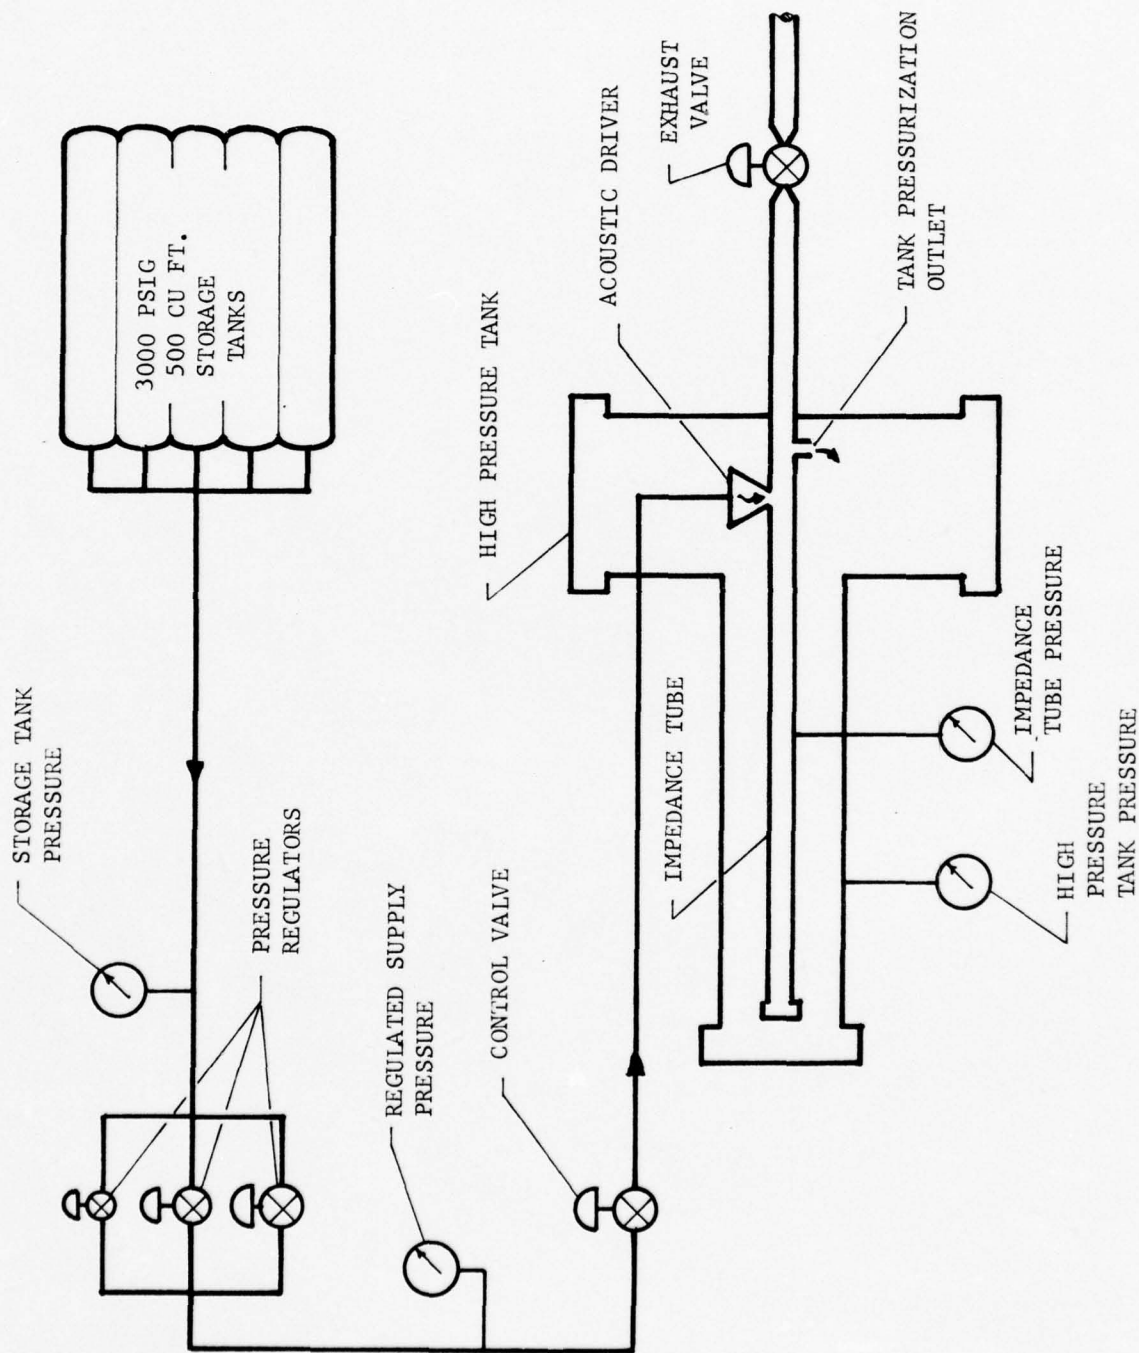 3000 PSIG
500 CU FT.
STORAGE
TANKS
STORAGE TANK
PRESSURE
PRESSURE
REGULATORS
REGULATED SUPPLY
PRESSURE
CONTROL VALVE
HIGH PRESSURE TANK
ACOUSTIC DRIVER
EXHAUST
VALVE
IMPEDANCE TUBE
TANK PRESSURIZATION
OUTLET
IMPEDANCE
TUBE PRESSURE
HIGH
PRESSURE
TANK PRESSURE